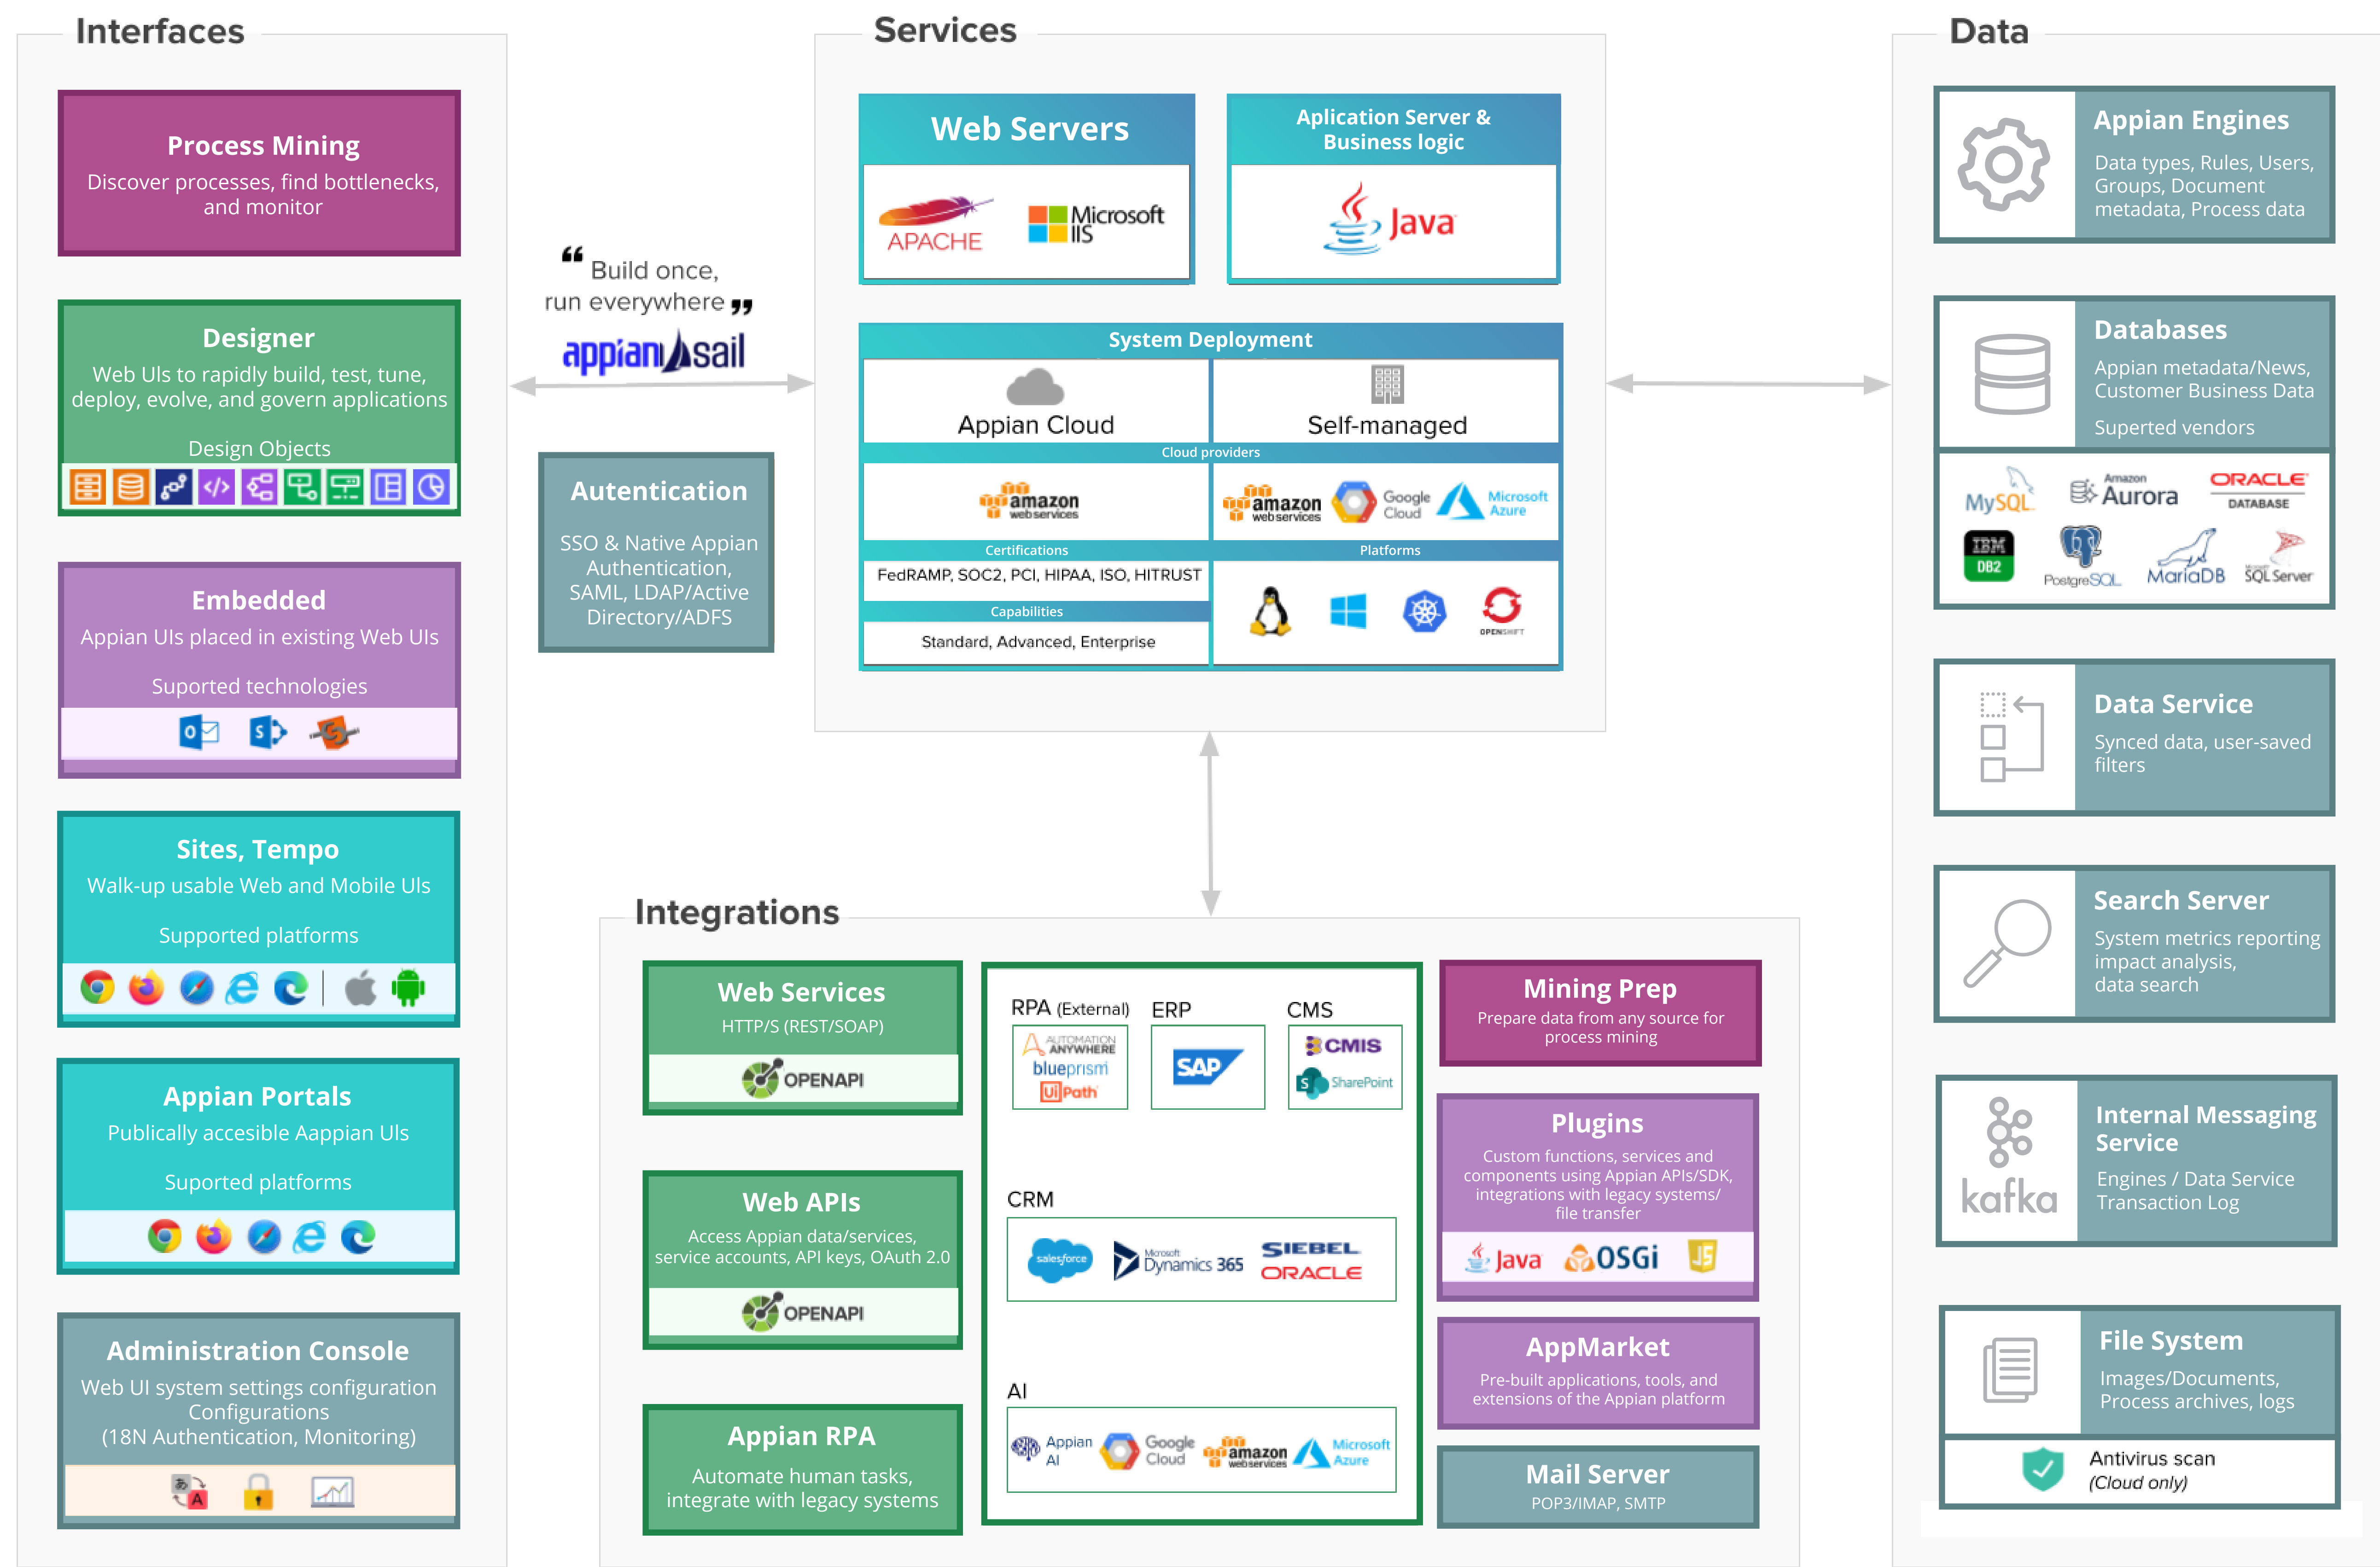 Interfaces
Process Mining
Discover processes, find bottlenecks,
and monitor
Designer
Web UIs to rapidly build, test, tune,
deploy, evolve, and govern applications
Design Objects
Embedded
Appian UIs placed in existing Web UIs
Suported technologies
Sites, Tempo
Walk-up usable Web and Mobile UIs
Supported platforms
Appian Portals
Publically accesible Aappian UIs
Suported platforms
Administration Console
Web UI system settings configuration
Configurations
(18N Authentication, Monitoring)
“ Build once,
run everywhere ”
appian sail
Autentication
SSO & Native Appian
Authentication,
SAML, LDAP/Active
Directory/ADFS
Services
Web Servers
APACHE
Microsoft
IIS
Aplication Server &
Business logic
Java
System Deployment
Appian Cloud
Self-managed
Cloud providers
amazon
webservices
amazon
webservices
Google
Cloud
Microsoft
Azure
Certifications
Platforms
FedRAMP, SOC2, PCI, HIPAA, ISO, HITRUST
Capabilities
Standard, Advanced, Enterprise
OPENSHIFT
Integrations
Web Services
HTTP/S (REST/SOAP)
OPENAPI
Web APIs
Access Appian data/services,
service accounts, API keys, OAuth 2.0
OPENAPI
Appian RPA
Automate human tasks,
integrate with legacy systems
RPA (External)
AUTOMATION
ANYWHERE
blueprism
UiPath
ERP
SAP
CMS
CMIS
SharePoint
CRM
salesforce
Microsoft
Dynamics 365
SIEBEL
ORACLE
AI
Appian
AI
Google
Cloud
amazon
webservices
Microsoft
Azure
Mining Prep
Prepare data from any source for
process mining
Plugins
Custom functions, services and
components using Appian APIs/SDK,
integrations with legacy systems/
file transfer
Java
OSGi
JS
AppMarket
Pre-built applications, tools, and
extensions of the Appian platform
Mail Server
POP3/IMAP, SMTP
Data
Appian Engines
Data types, Rules, Users,
Groups, Document
metadata, Process data
Databases
Appian metadata/News,
Customer Business Data
Superted vendors
MySQL
Amazon
Aurora
ORACLE
DATABASE
IBM
DB2
PostgreSQL
MariaDB
Microsoft
SQL Server
Data Service
Synced data, user-saved
filters
Search Server
System metrics reporting
impact analysis,
data search
kafka
Internal Messaging
Service
Engines / Data Service
Transaction Log
File System
Images/Documents,
Process archives, logs
Antivirus scan
(Cloud only)